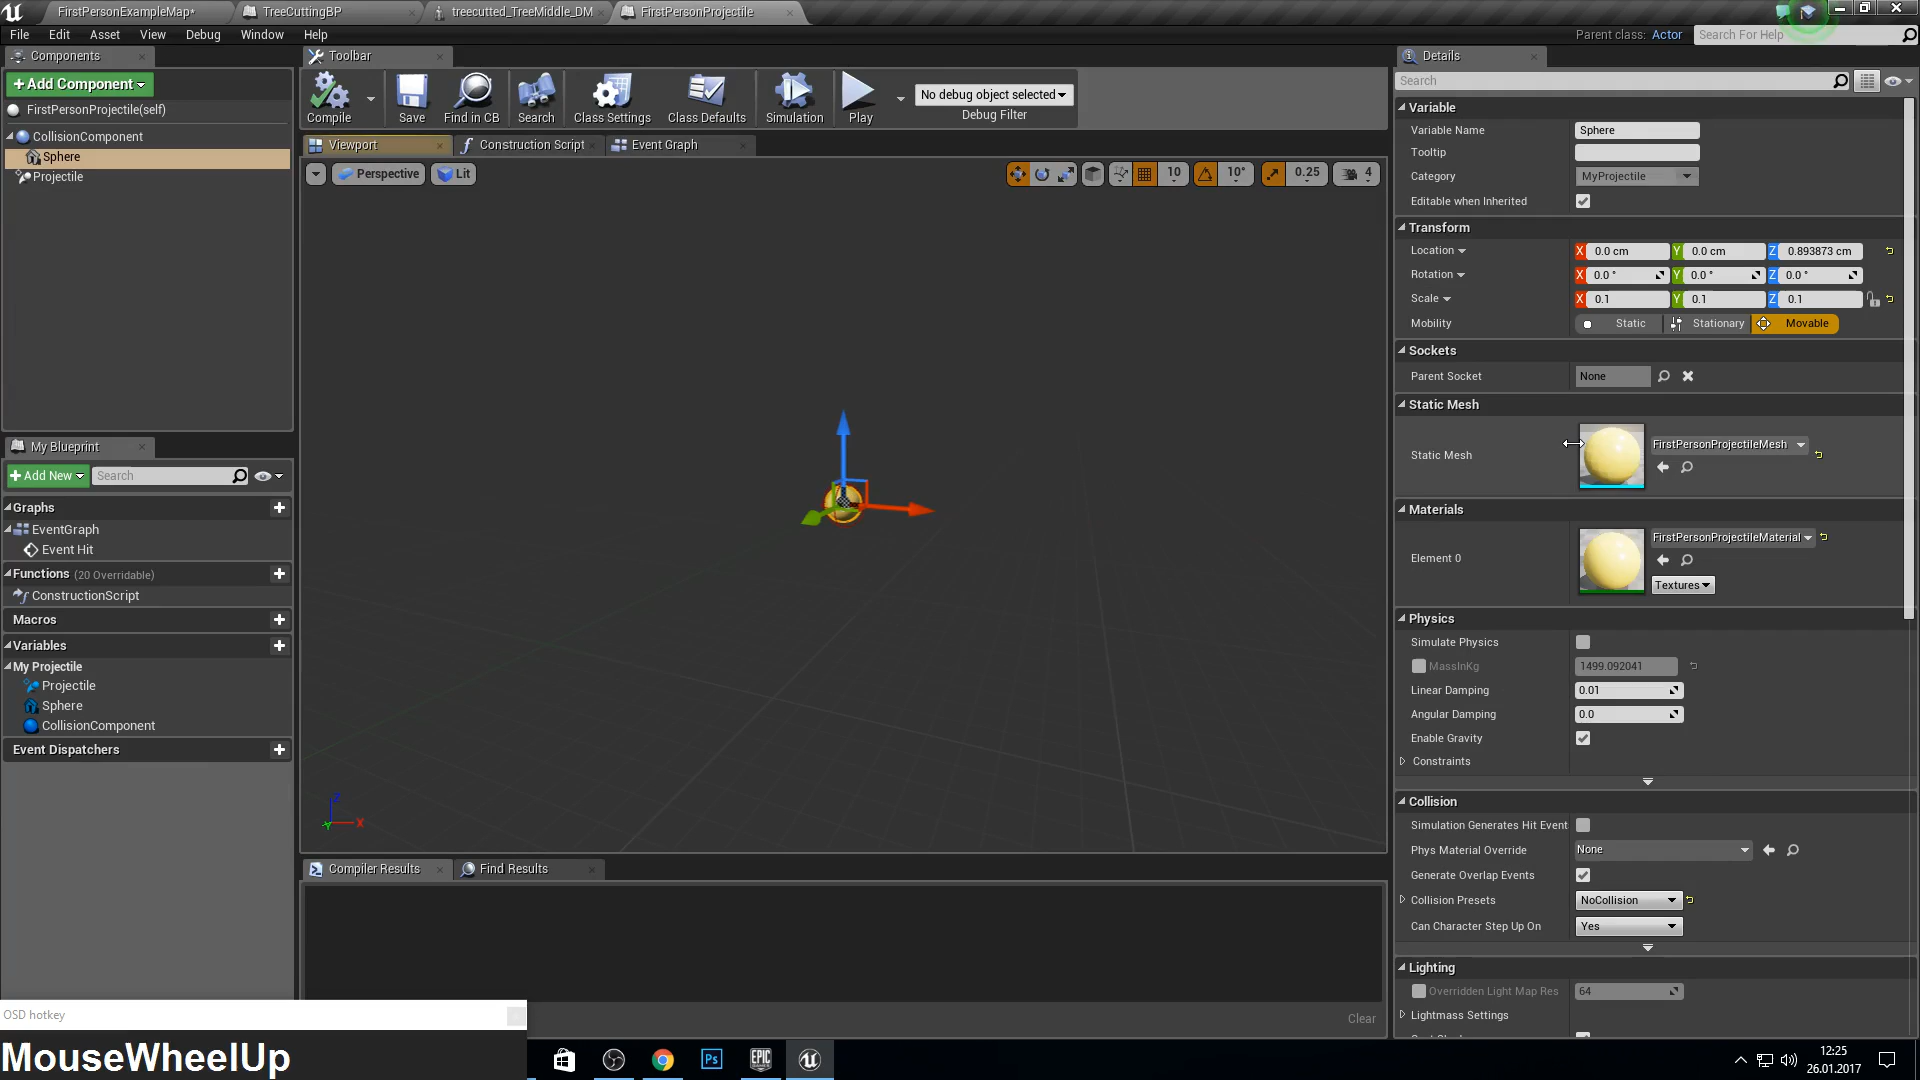 FirstPersonExampleMap*
TreeCuttingBP
treecutted_TreeMiddle_DM
FirstPersonProjectile
File Edit Asset View Debug Window Help
Parent class: Actor
Search For Help
Components
Toolbar
Details
+Add Component
FirstPersonProjectile(self)
CollisionComponent
Sphere
Projectile
Compile
Save
Find in CB
Search
Class Settings
Class Defaults
Simulation
Play
No debug object selected
Debug Filter
Viewport
Construction Script
Event Graph
Perspective
Lit
10
10°
0.25
4
My Blueprint
+Add New
Search
Graphs
EventGraph
Event Hit
Functions (20 Overridable)
ConstructionScript
Macros
Variables
My Projectile
Projectile
Sphere
CollisionComponent
Event Dispatchers
Z
X
Y
Compiler Results
Find Results
Clear
Search
Variable
Variable Name Sphere
Tooltip
Category MyProjectile
Editable when Inherited
Transform
Location X 0.0 cm Y 0.0 cm Z 0.893873 cm
Rotation X 0.0 ° Y 0.0 ° Z 0.0 °
Scale X 0.1 Y 0.1 Z 0.1
Mobility Static Stationary Movable
Sockets
Parent Socket None
Static Mesh
Static Mesh FirstPersonProjectileMesh
Materials
Element 0 FirstPersonProjectileMaterial
Textures
Physics
Simulate Physics
MassInKg 1499.092041
Linear Damping 0.01
Angular Damping 0.0
Enable Gravity
Constraints
Collision
Simulation Generates Hit Event
Phys Material Override None
Generate Overlap Events
Collision Presets NoCollision
Can Character Step Up On Yes
Lighting
Overridden Light Map Res 64
Lightmass Settings
OSD hotkey
MouseWheelUp
Ps
EPIC
GAMES
12:25
26.01.2017